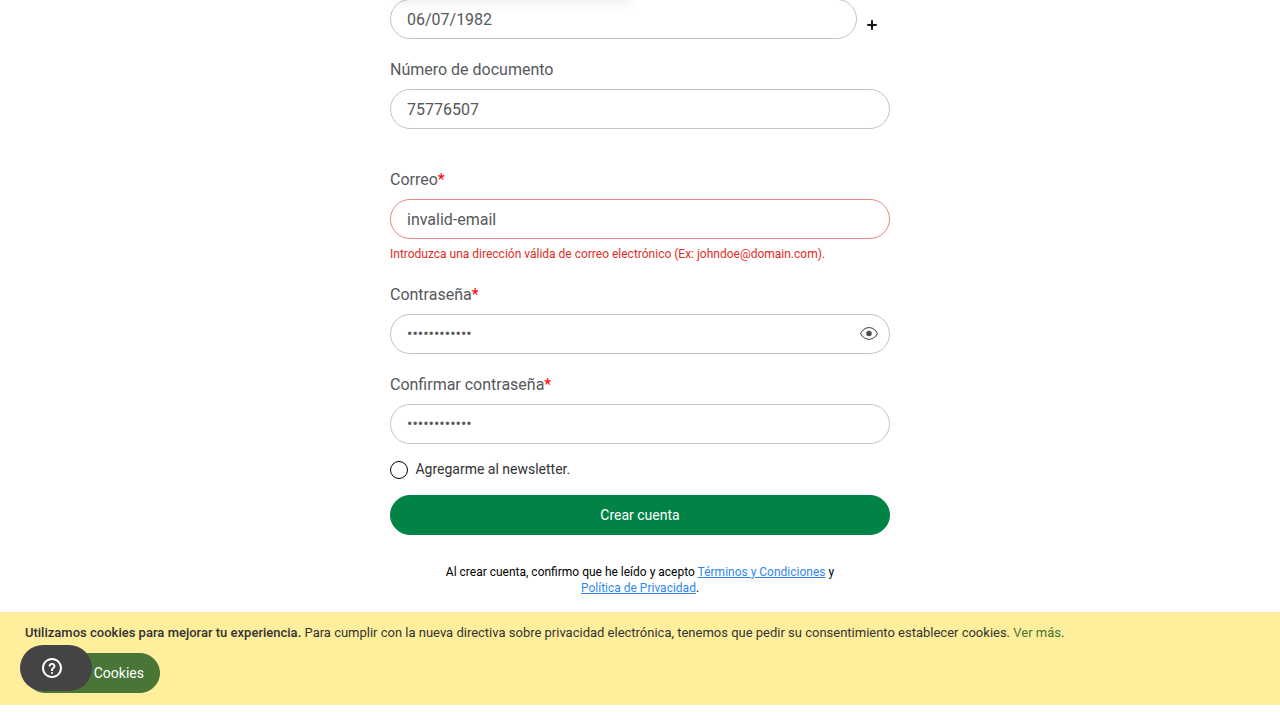 06/07/1982
+
Número de documento
75776507
Correo*
invalid-email
Introduzca una dirección válida de correo electrónico (Ex: johndoe@domain.com).
Contraseña*
••••••••••••
Confirmar contraseña*
••••••••••••
Agregarme al newsletter.
Crear cuenta
Al crear cuenta, confirmo que he leído y acepto Términos y Condiciones y
Política de Privacidad.
Utilizamos cookies para mejorar tu experiencia. Para cumplir con la nueva directiva sobre privacidad electrónica, tenemos que pedir su consentimiento establecer cookies. Ver más.
Cookies